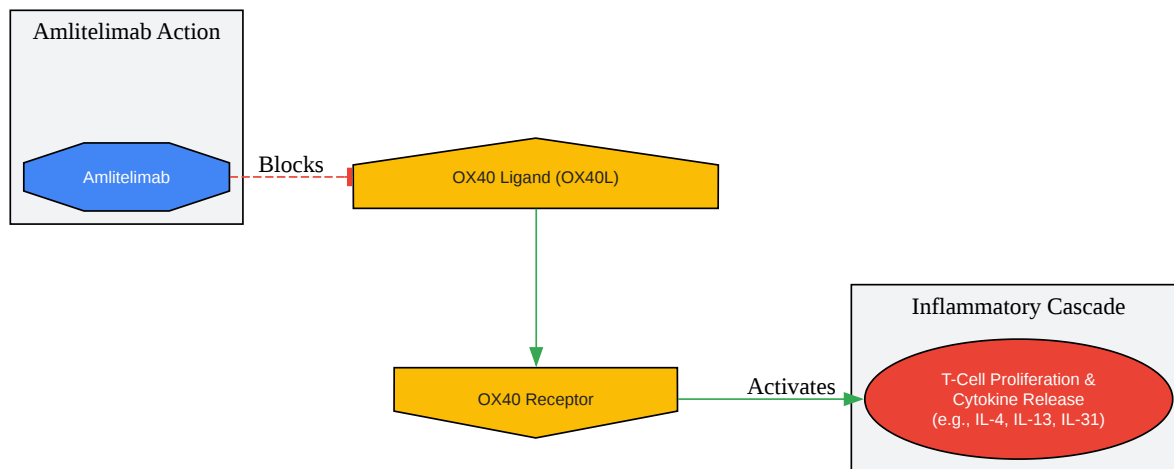 Amlitelimab Action
Amlitelimab
Blocks
OX40 Ligand (OX40L)
OX40 Receptor
Activates
Inflammatory Cascade
T-Cell Proliferation &
Cytokine Release
(e.g., IL-4, IL-13, IL-31)